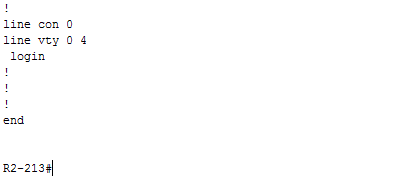 !
line con 0
line vty 0 4
 login
!
!
!
end
R2-213#